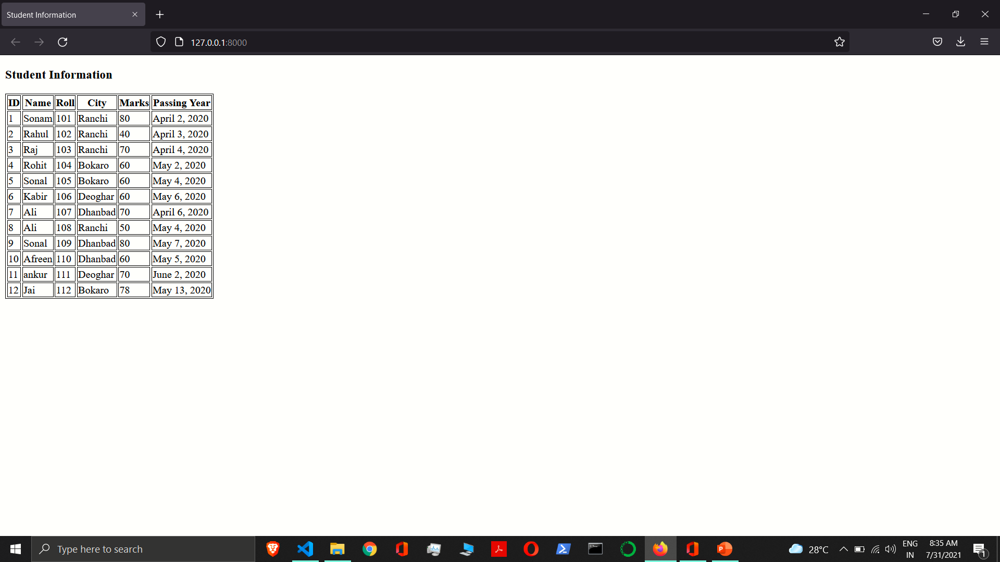 Student Information
127.0.0.1:8000
Student Information
ID Name Roll City Marks Passing Year
1 Sonam 101 Ranchi 80 April 2, 2020
2 Rahul 102 Ranchi 40 April 3, 2020
3 Raj 103 Ranchi 70 April 4, 2020
4 Rohit 104 Bokaro 60 May 2, 2020
5 Sonal 105 Bokaro 60 May 4, 2020
6 Kabir 106 Deoghar 60 May 6, 2020
7 Ali 107 Dhanbad 70 April 6, 2020
8 Ali 108 Ranchi 50 May 4, 2020
9 Sonal 109 Dhanbad 80 May 7, 2020
10 Afreen 110 Dhanbad 60 May 5, 2020
11 ankur 111 Deoghar 70 June 2, 2020
12 Jai 112 Bokaro 78 May 13, 2020
Type here to search
P
28°C
ENG
IN
8:35 AM
7/31/2021
1